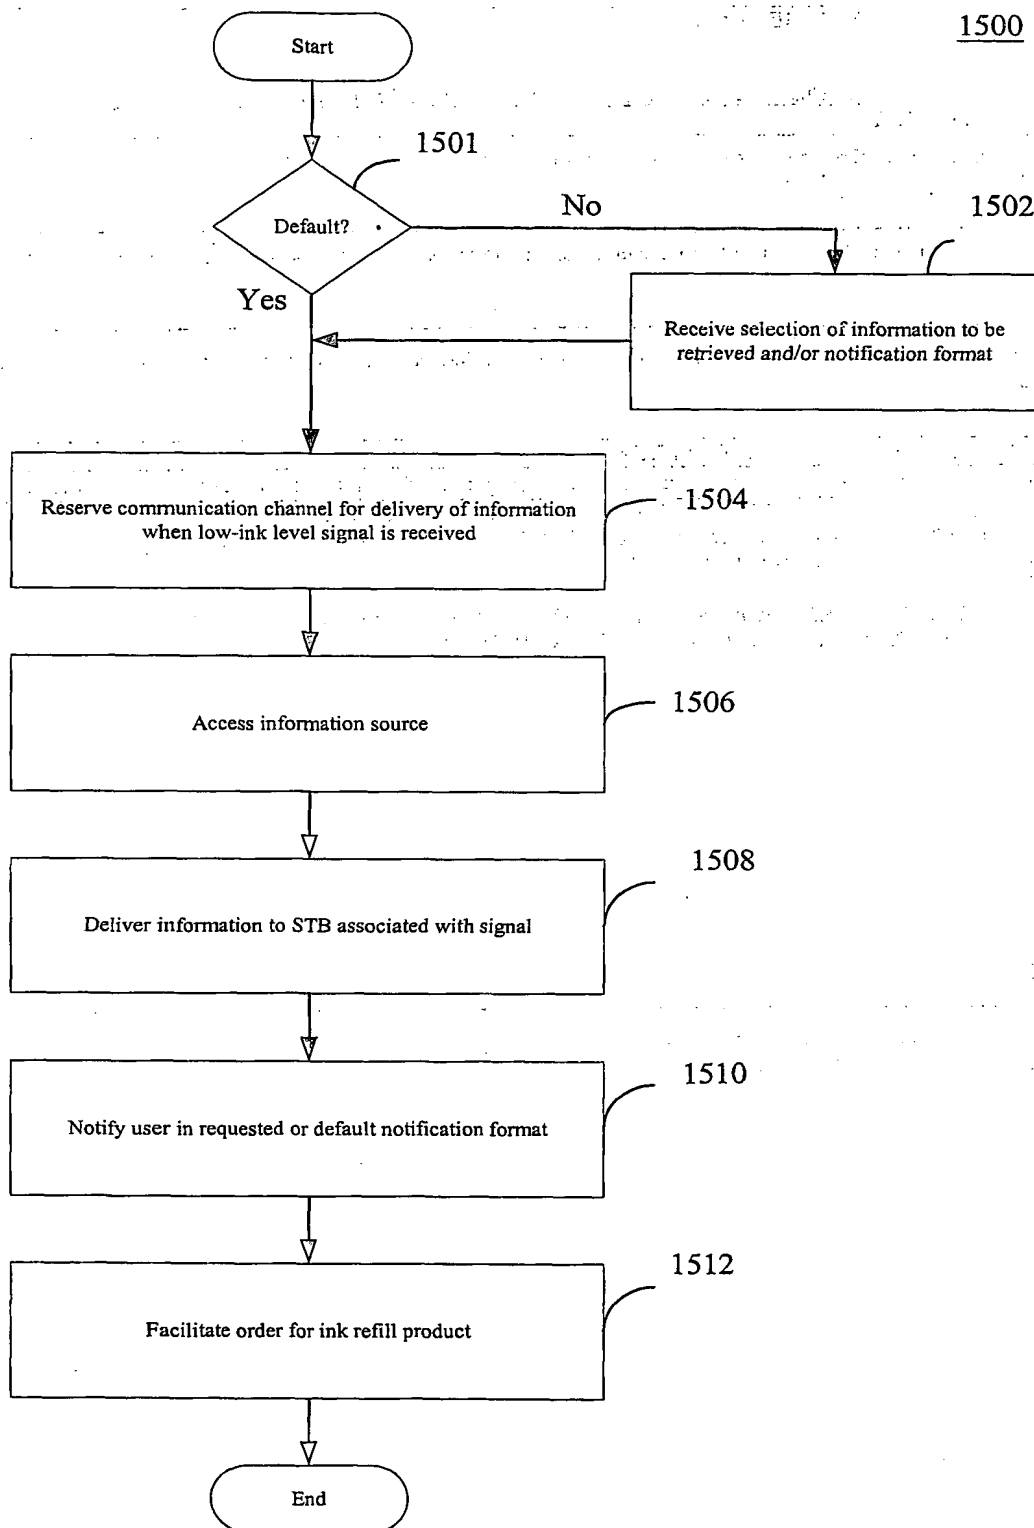 1500
Start
1501
Default?
No
1502
Yes
Receive selection of information to be
retrieved and/or notification format
Reserve communication channel for delivery of information
when low-ink level signal is received
1504
Access information source
1506
1508
Deliver information to STB associated with signal
1510
Notify user in requested or default notification format
1512
Facilitate order for ink refill product
End